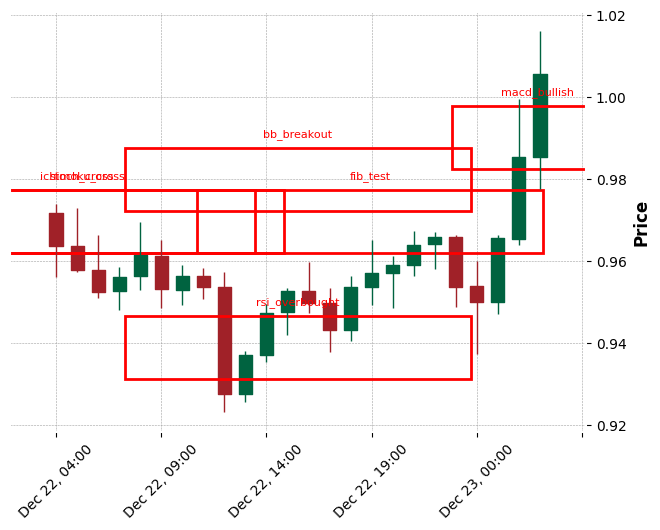 1.02
macd_bullish
1.00
bb_breakout
stoch_cross
fib_test
0.98
Price
0.96
rsi_overbought
0.94
0.92
Dec 22, 04:00
Dec 22, 09:00
Dec 22, 14:00
Dec 22, 19:00
Dec 23, 00:00